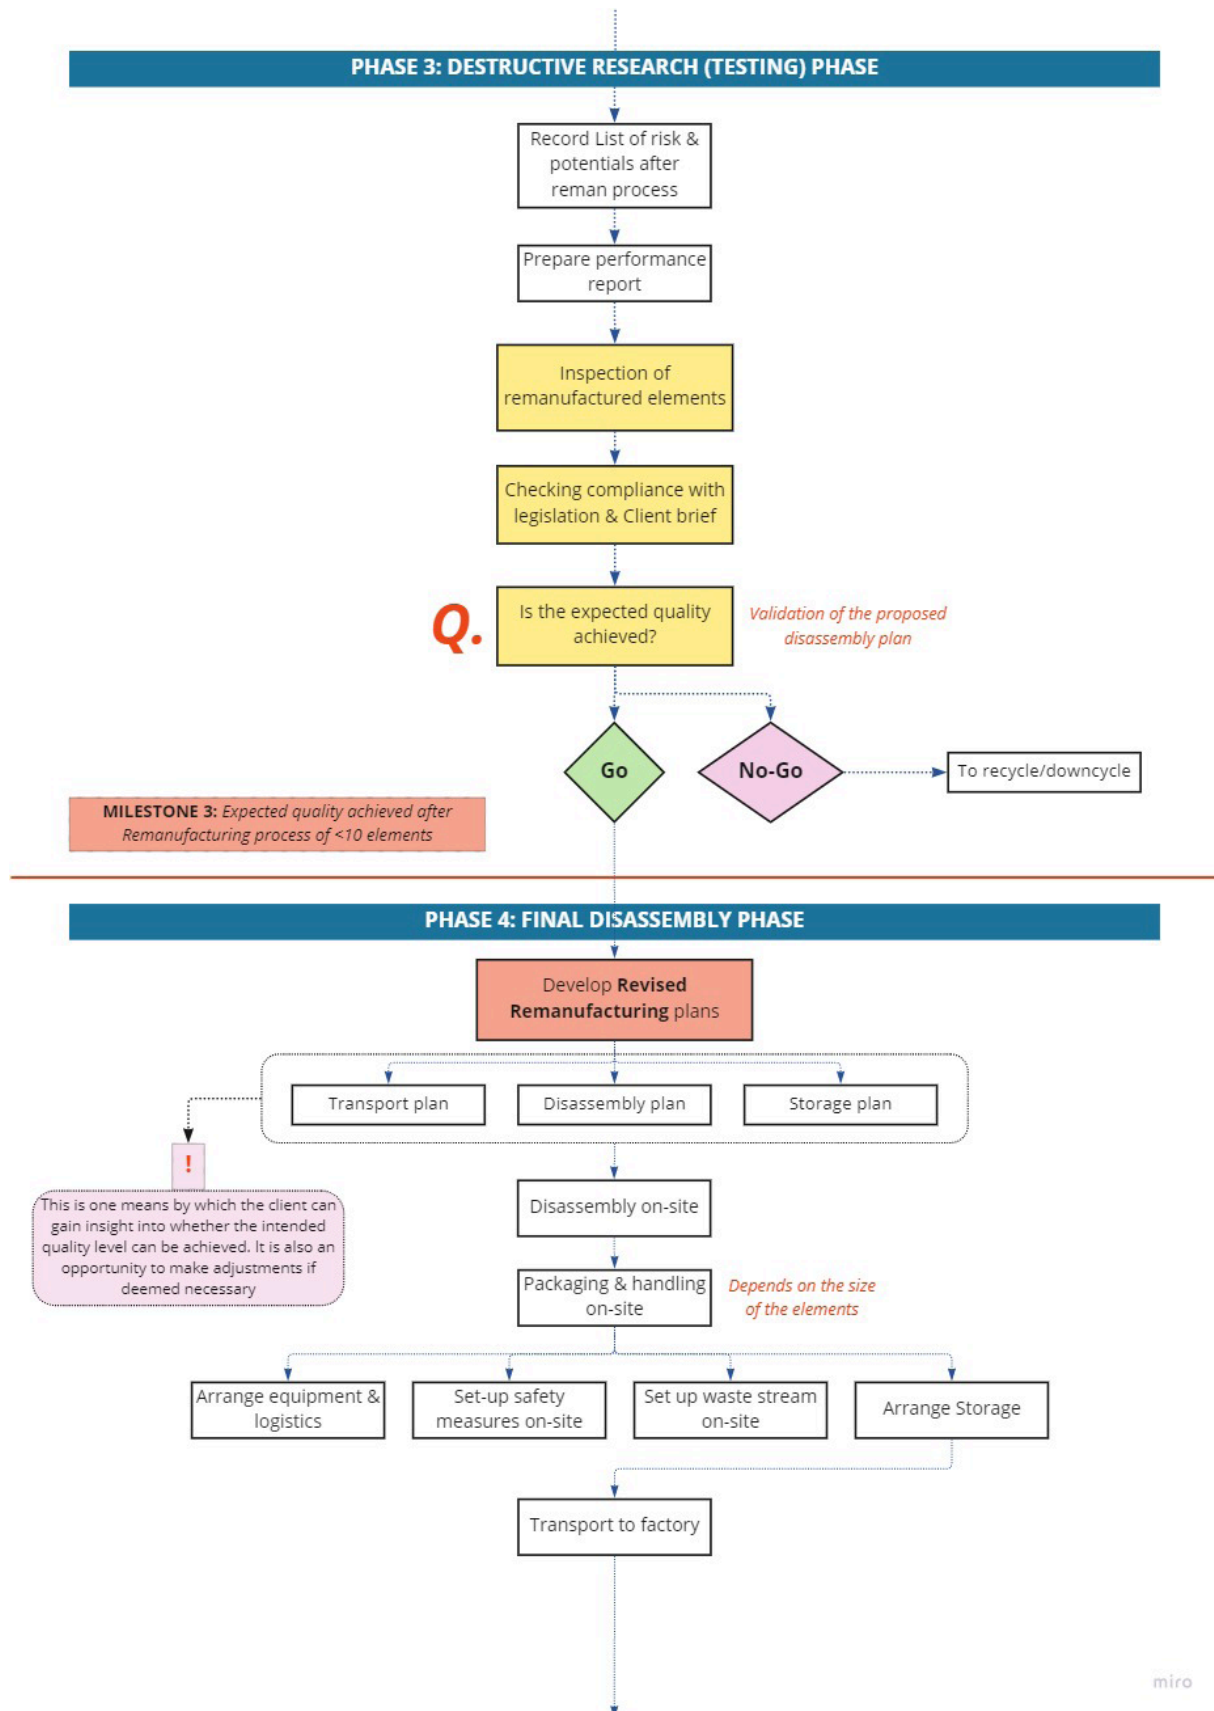 PHASE 3: DESTRUCTIVE RESEARCH (TESTING) PHASE
Record List of risk &
potentials after
reman process
Prepare performance
report
Inspection of
remanufactured elements
Checking compliance with
legislation & Client brief
Q.
Is the expected quality
achieved?
Validation of the proposed
disassembly plan
Go
No-Go
To recycle/downcycle
MILESTONE 3: Expected quality achieved after
Remanufacturing process of <10 elements
PHASE 4: FINAL DISASSEMBLY PHASE
Develop Revised
Remanufacturing plans
Transport plan
Disassembly plan
Storage plan
!
This is one means by which the client can
gain insight into whether the intended
quality level can be achieved. It is also an
opportunity to make adjustments if
deemed necessary
Disassembly on-site
Packaging & handling
on-site
Depends on the size
of the elements
Arrange equipment &
logistics
Set-up safety
measures on-site
Set up waste stream
on-site
Arrange Storage
Transport to factory
miro